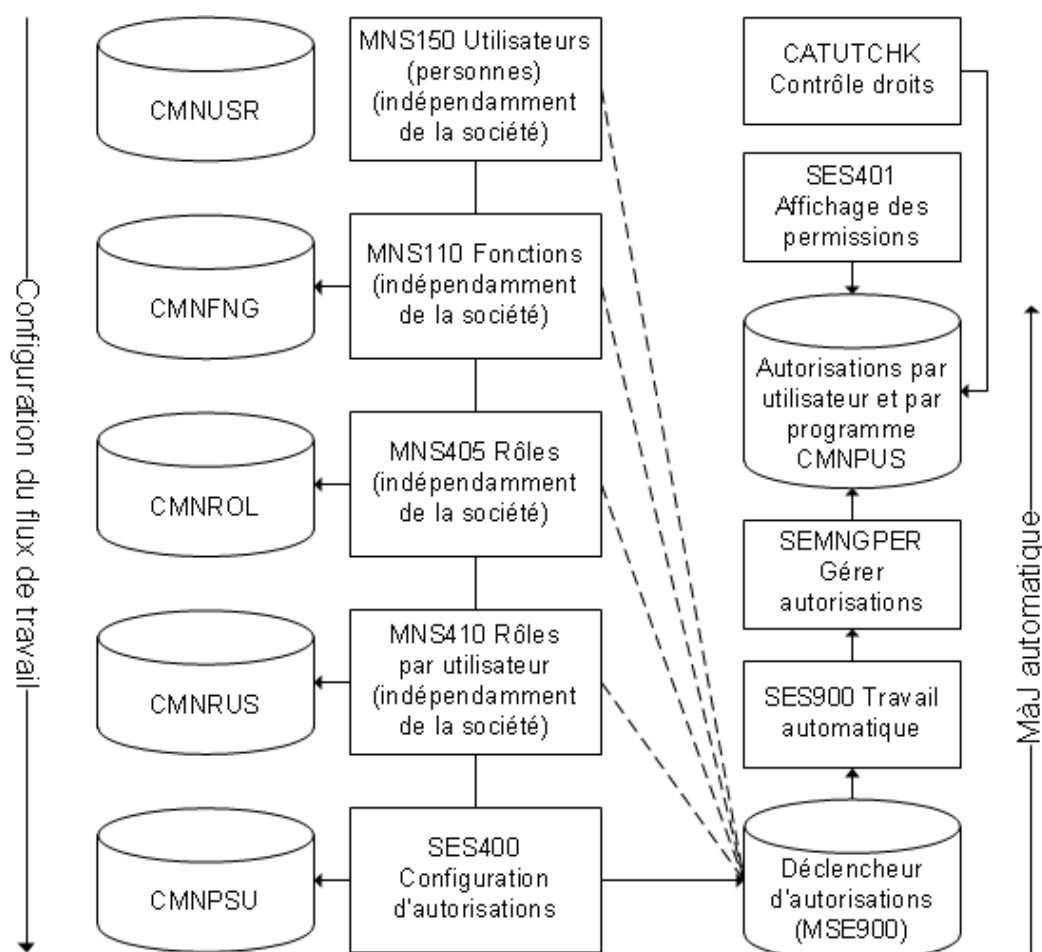 Configuration du flux de travail
CMNUSR
MNS150 Utilisateurs
(personnes)
(indépendamment
de la société)
CMNFNG
MNS110 Fonctions
(indépendamment
de la société)
CMNROL
MNS405 Rôles
(indépendamment
de la société)
CMNRUS
MNS410 Rôles
par utilisateur
(indépendamment
de la société)
CMNPSU
SES400
Configuration
d'autorisations
CATUTCHK
Contrôle droits
SES401
Affichage des
permissions
Autorisations par
utilisateur et par
programme
CMNPUS
SEMNGPER
Gérer
autorisations
SES900 Travail
automatique
Déclencheur
d'autorisations
(MSE900)
MàJ automatique